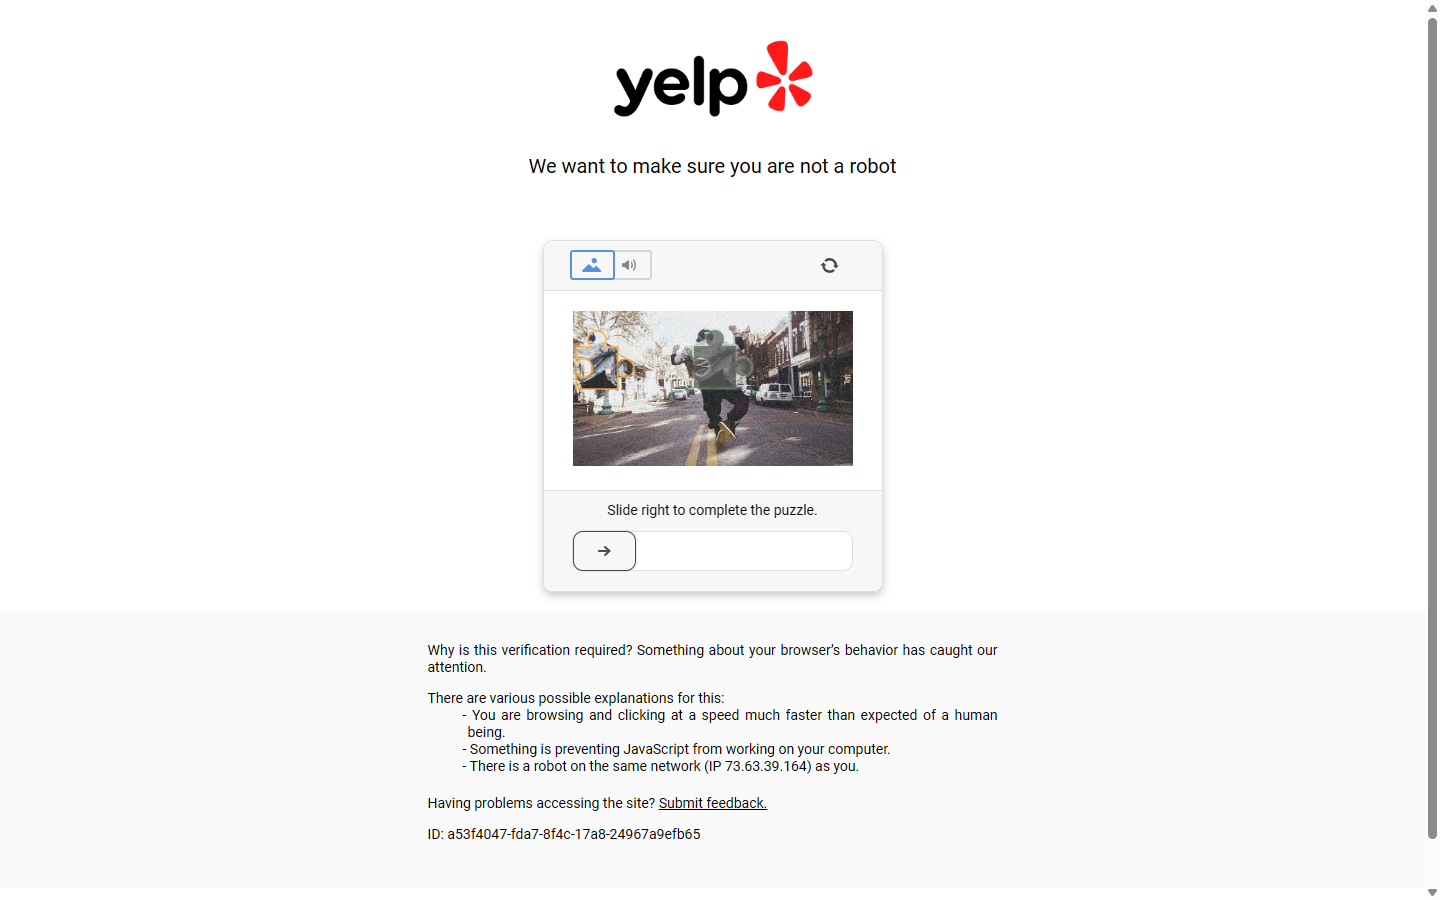 yelp
We want to make sure you are not a robot
Slide right to complete the puzzle.
Why is this verification required? Something about your browser’s behavior has caught our
attention.
There are various possible explanations for this:
- You are browsing and clicking at a speed much faster than expected of a human
being.
- Something is preventing JavaScript from working on your computer.
- There is a robot on the same network (IP 73.63.39.164) as you.
Having problems accessing the site? Submit feedback.
ID: a53f4047-fda7-8f4c-17a8-24967a9efb65